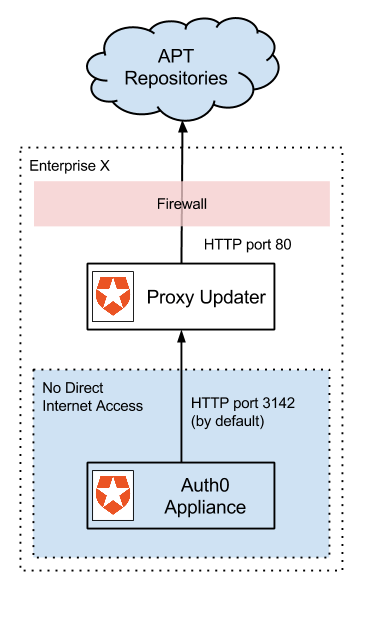 APT
Repositories
Enterprise X
Firewall
HTTP port 80
Proxy Updater
No Direct
Internet Access
HTTP port 3142
(by default)
Auth0
Appliance